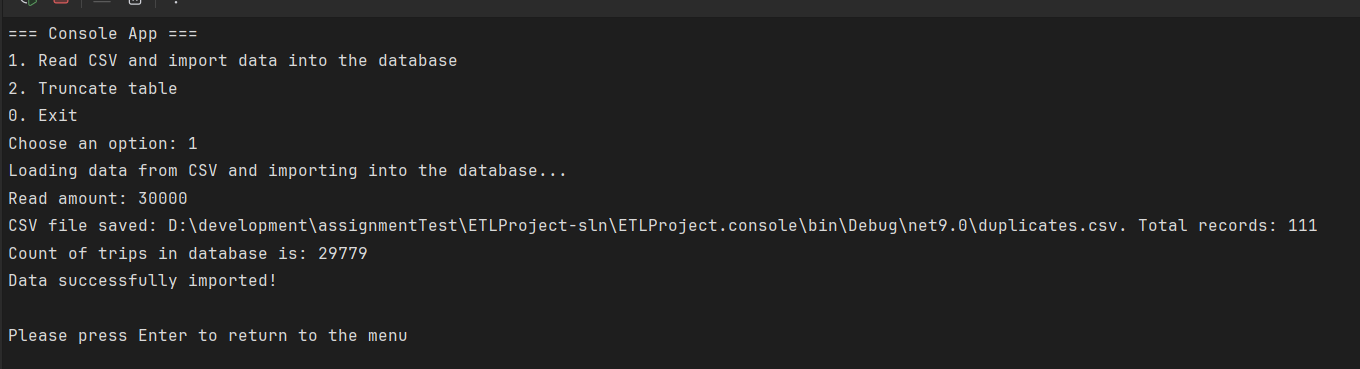 === Console App ===
1. Read CSV and import data into the database
2. Truncate table
0. Exit
Choose an option: 1
Loading data from CSV and importing into the database...
Read amount: 30000
CSV file saved: D:\development\assignmentTest\ETLProject-sln\ETLProject.console\bin\Debug\net9.0\duplicates.csv. Total records: 111
Count of trips in database is: 29779
Data successfully imported!
Please press Enter to return to the menu